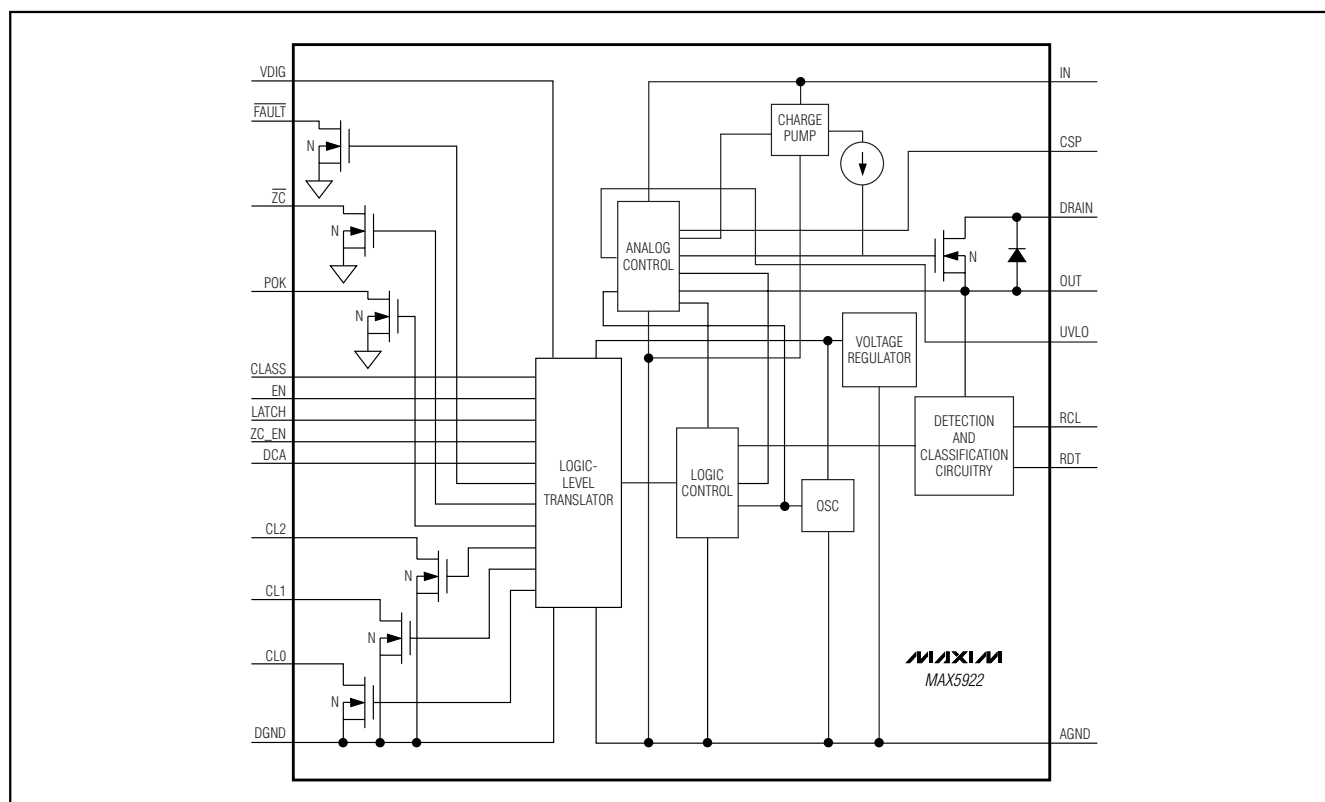 VDIG
FAULT
ZC
POK
CLASS
EN
LATCH
ZC_EN
DCA
CL2
CL1
CL0
DGND
N
N
N
N
N
N
LOGIC-
LEVEL
TRANSLATOR
ANALOG
CONTROL
CHARGE
PUMP
LOGIC
CONTROL
OSC
VOLTAGE
REGULATOR
DETECTION
AND
CLASSIFICATION
CIRCUITRY
N
IN
CSP
DRAIN
OUT
UVLO
RCL
RDT
AGND
MAXIM
MAX5922